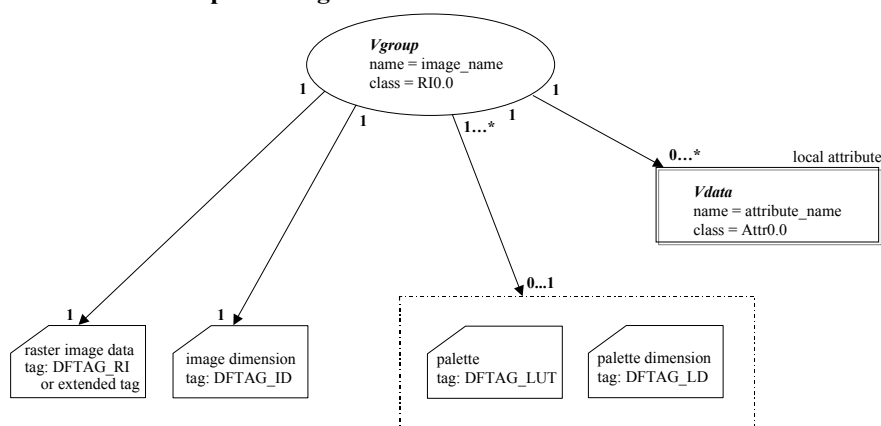 Vgroup
name = image_name
class = RI0.0
1
1
1…*
1
1
0…*
local attribute
Vdata
name = attribute_name
class = Attr0.0
1
1
0...1
raster image data
tag: DFTAG_RI
or extended tag
image dimension
tag: DFTAG_ID
palette
tag: DFTAG_LUT
palette dimension
tag: DFTAG_LD